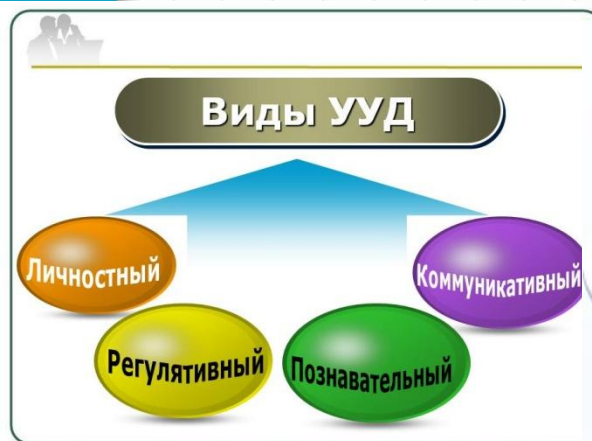 Виды УУД
Личностный
Коммуникативный
Регулятивный
Познавательный